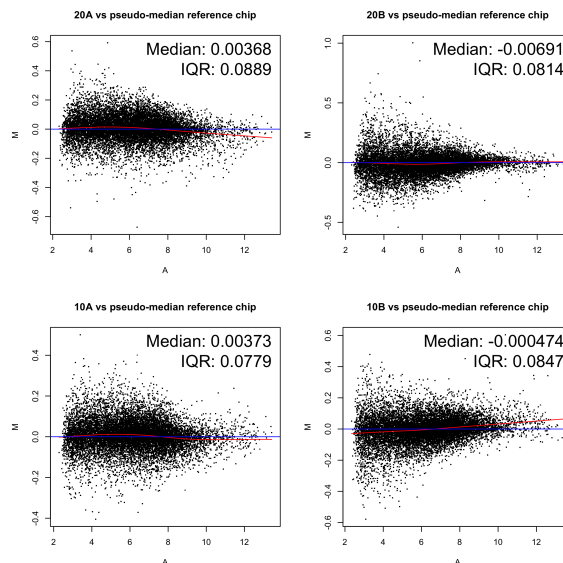 20A vs pseudo-median reference chip
Median: 0.00368
IQR: 0.0889
0.6
0.4
0.2
0.0
-0.2
-0.4
-0.6
M
2 4 6 8 10 12
A
20B vs pseudo-median reference chip
Median: -0.00691
IQR: 0.0814
1.0
0.5
0.0
-0.5
M
2 4 6 8 10 12
A
10A vs pseudo-median reference chip
Median: 0.00373
IQR: 0.0779
0.4
0.2
0.0
-0.2
-0.4
M
2 4 6 8 10 12
A
10B vs pseudo-median reference chip
Median: -0.000474
IQR: 0.0847
0.6
0.4
0.2
0.0
-0.2
-0.4
-0.6
M
2 4 6 8 10 12
A